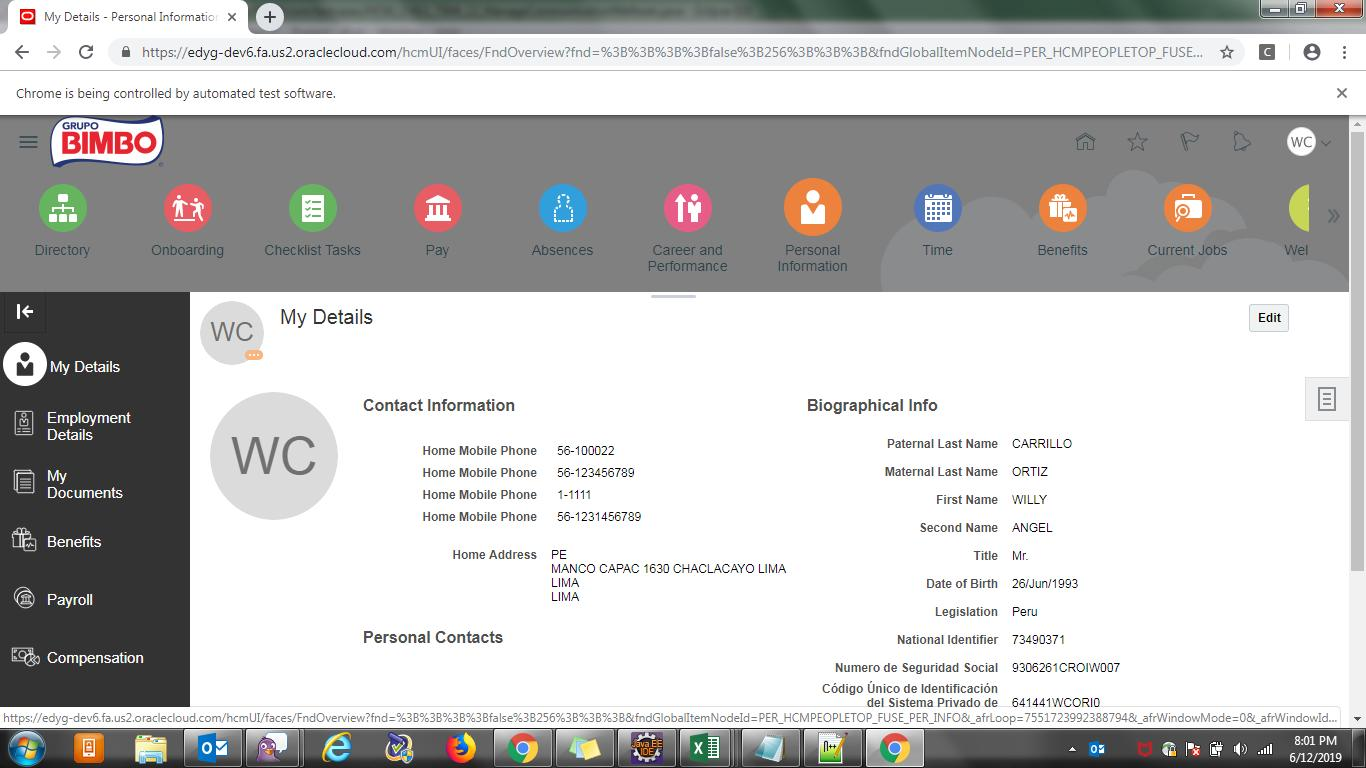 My Details - Personal Information
https://edyg-dev6.fa.us2.oraclecloud.com/hcmUI/faces/FndOverview?fnd=%3B%3B%3B%3Bfalse%3B256%3B%3B%3B&fndGlobalItemNodeId=PER_HCMPEOPLETOP_FUSE...
Chrome is being controlled by automated test software.
GRUPO
BIMBO
WC
Directory
Onboarding
Checklist Tasks
Pay
Absences
Career and
Performance
Personal
Information
Time
Benefits
Current Jobs
Wel
WC
My Details
Edit
My Details
Employment
Details
My
Documents
Benefits
Payroll
Compensation
WC
Contact Information
Home Mobile Phone 56-100022
Home Mobile Phone 56-123456789
Home Mobile Phone 1-1111
Home Mobile Phone 56-1231456789
Home Address PE
MANCO CAPAC 1630 CHACLACAYO LIMA
LIMA
LIMA
Personal Contacts
Biographical Info
Paternal Last Name CARRILLO
Maternal Last Name ORTIZ
First Name WILLY
Second Name ANGEL
Title Mr.
Date of Birth 26/Jun/1993
Legislation Peru
National Identifier 73490371
Numero de Seguridad Social 9306261CROIW007
Código Único de Identificación
del Sistema Privado de 641441WCORI0
https://edyg-dev6.fa.us2.oraclecloud.com/hcmUI/faces/FndOverview?fnd=%3B%3B%3B%3Bfalse%3B256%3B%3B%3B&fndGlobalItemNodeId=PER_HCMPEOPLETOP_FUSE_PER_INFO&_afrLoop=75517239923887​94&_afrWindowMode=0&_afrWindowId...
Java EE
IDE
8:01 PM
6/12/2019